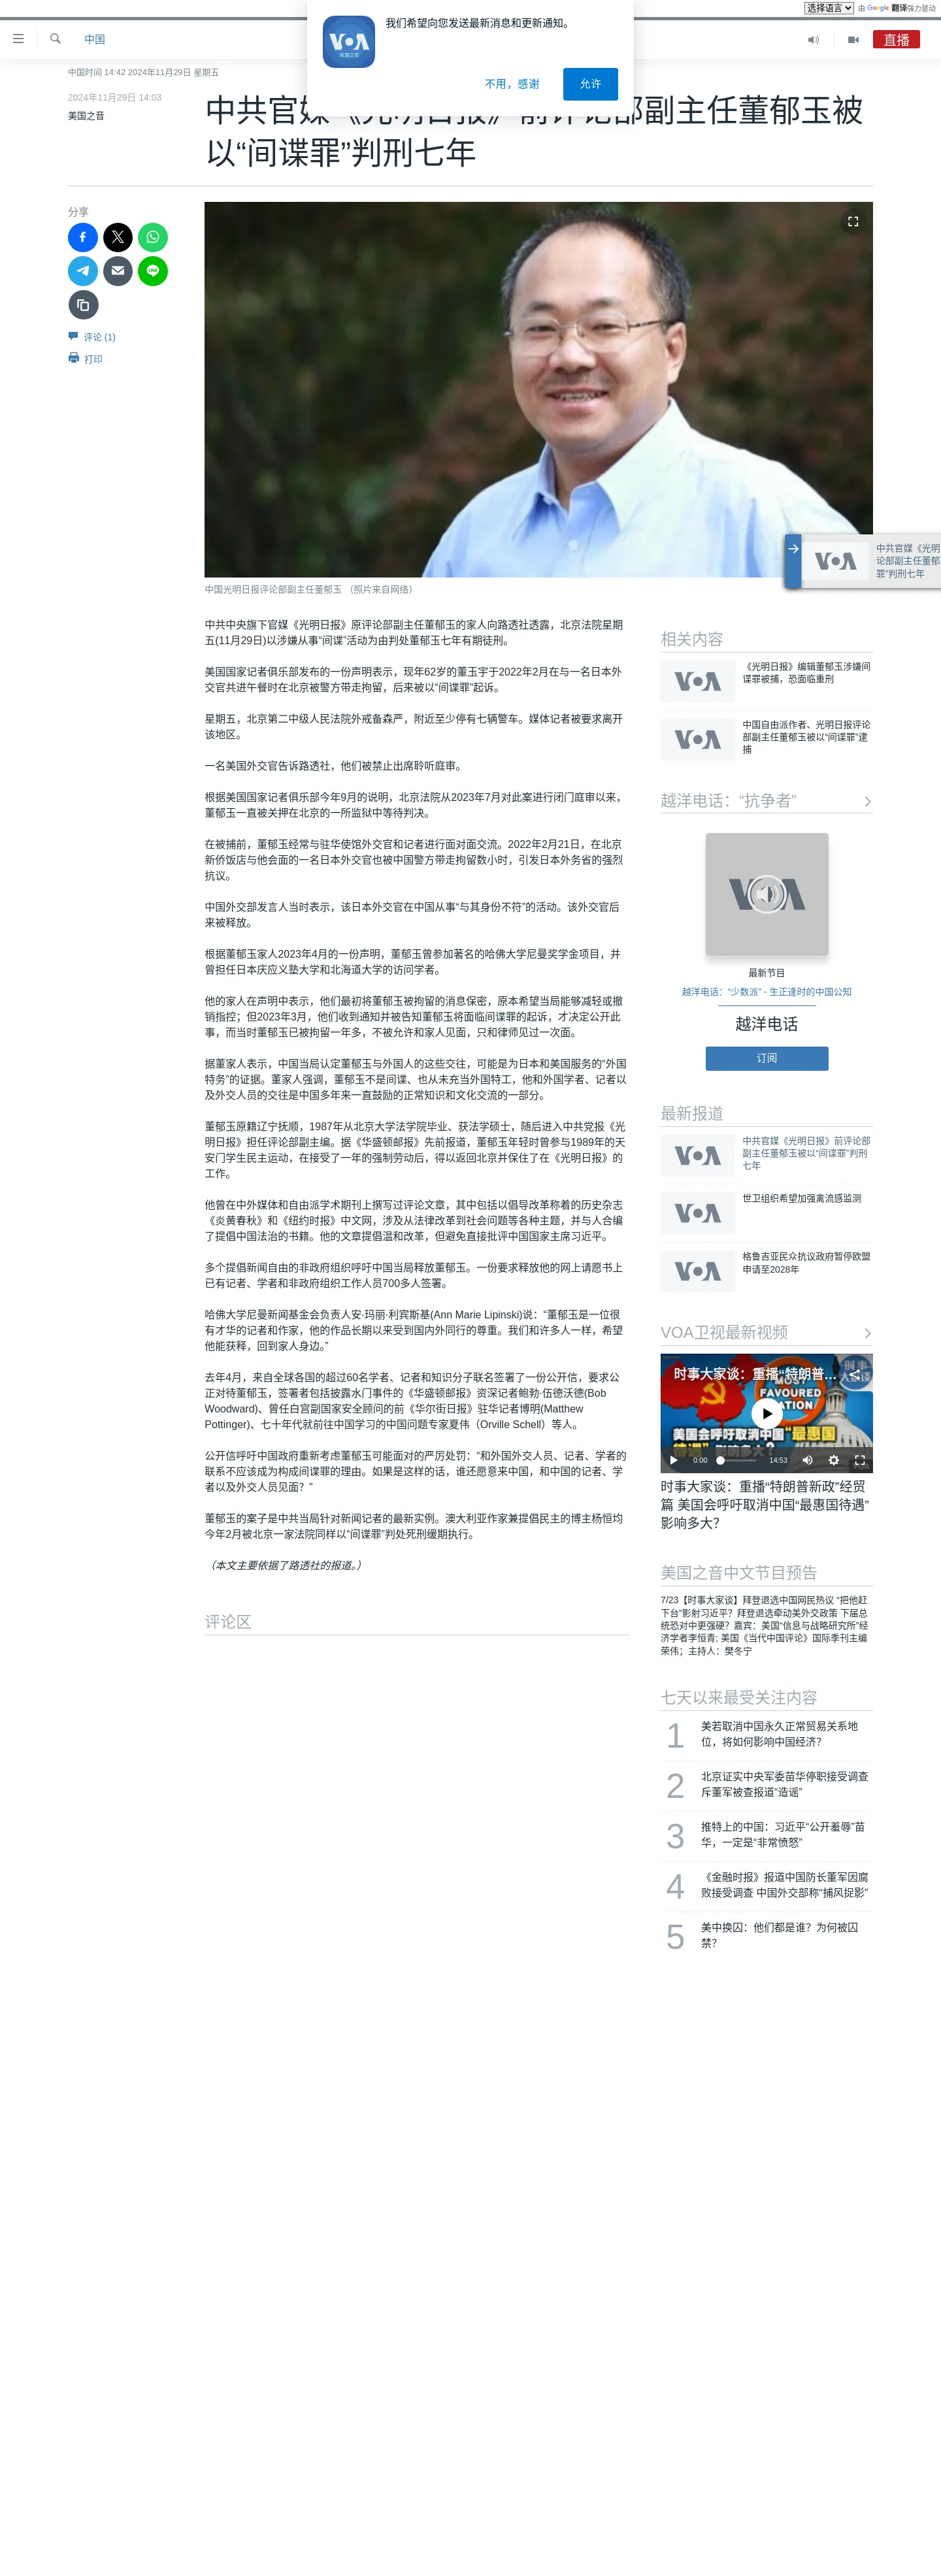 选择语言 由 Google 翻译强力驱动
我们希望向您发送最新消息和更新通知。
不用，感谢
允许
VOA
中国
直播
中国时间 14:42 2024年11月29日 星期五
2024年11月29日 14:03
美国之音
中共官媒《光明日报》前评论部副主任董郁玉被
以“间谍罪”判刑七年
分享
评论 (1)
打印
中国光明日报评论部副主任董郁玉 （照片来自网络）
VOA
中共官媒《光明
论部副主任董郁
罪”判刑七年
中共中央旗下官媒《光明日报》原评论部副主任董郁玉的家人向路透社透露，北京法院星期
五(11月29日)以涉嫌从事“间谍”活动为由判处董郁玉七年有期徒刑。
美国国家记者俱乐部发布的一份声明表示，现年62岁的董玉宇于2022年2月在与一名日本外
交官共进午餐时在北京被警方带走拘留，后来被以“间谍罪”起诉。
星期五，北京第二中级人民法院外戒备森严，附近至少停有七辆警车。媒体记者被要求离开
该地区。
一名美国外交官告诉路透社，他们被禁止出席聆听庭审。
根据美国国家记者俱乐部今年9月的说明，北京法院从2023年7月对此案进行闭门庭审以来，
董郁玉一直被关押在北京的一所监狱中等待判决。
在被捕前，董郁玉经常与驻华使馆外交官和记者进行面对面交流。2022年2月21日，在北京
新侨饭店与他会面的一名日本外交官也被中国警方带走拘留数小时，引发日本外务省的强烈
抗议。
中国外交部发言人当时表示，该日本外交官在中国从事“与其身份不符”的活动。该外交官后
来被释放。
根据董郁玉家人2023年4月的一份声明，董郁玉曾参加著名的哈佛大学尼曼奖学金项目，并
曾担任日本庆应义塾大学和北海道大学的访问学者。
他的家人在声明中表示，他们最初将董郁玉被拘留的消息保密，原本希望当局能够减轻或撤
销指控；但2023年3月，他们收到通知并被告知董郁玉将面临间谍罪的起诉，才决定公开此
事，而当时董郁玉已被拘留一年多，不被允许和家人见面，只和律师见过一次面。
据董家人表示，中国当局认定董郁玉与外国人的这些交往，可能是为日本和美国服务的“外国
特务”的证据。董家人强调，董郁玉不是间谍、也从未充当外国特工，他和外国学者、记者以
及外交人员的交往是中国多年来一直鼓励的正常知识和文化交流的一部分。
董郁玉原籍辽宁抚顺，1987年从北京大学法学院毕业、获法学硕士，随后进入中共党报《光
明日报》担任评论部副主编。据《华盛顿邮报》先前报道，董郁玉年轻时曾参与1989年的天
安门学生民主运动，在接受了一年的强制劳动后，得以返回北京并保住了在《光明日报》的
工作。
他曾在中外媒体和自由派学术期刊上撰写过评论文章，其中包括以倡导改革称着的历史杂志
《炎黄春秋》和《纽约时报》中文网，涉及从法律改革到社会问题等各种主题，并与人合编
了提倡中国法治的书籍。他的文章提倡温和改革，但避免直接批评中国国家主席习近平。
多个提倡新闻自由的非政府组织呼吁中国当局释放董郁玉。一份要求释放他的网上请愿书上
已有记者、学者和非政府组织工作人员700多人签署。
哈佛大学尼曼新闻基金会负责人安·玛丽·利宾斯基(Ann Marie Lipinski)说：“董郁玉是一位很
有才华的记者和作家，他的作品长期以来受到国内外同行的尊重。我们和许多人一样，希望
他能获释，回到家人身边。”
去年4月，来自全球各国的超过60名学者、记者和知识分子联名签署了一份公开信，要求公
正对待董郁玉，签署者包括披露水门事件的《华盛顿邮报》资深记者鲍勃·伍德沃德(Bob
Woodward)、曾任白宫副国家安全顾问的前《华尔街日报》驻华记者博明(Matthew
Pottinger)、七十年代就前往中国学习的中国问题专家夏伟（Orville Schell）等人。
公开信呼吁中国政府重新考虑董郁玉可能面对的严厉处罚：“和外国外交人员、记者、学者的
联系不应该成为构成间谍罪的理由。如果是这样的话，谁还愿意来中国，和中国的记者、学
者以及外交人员见面？”
董郁玉的案子是中共当局针对新闻记者的最新实例。澳大利亚作家兼提倡民主的博主杨恒均
今年2月被北京一家法院同样以“间谍罪”判处死刑缓期执行。
（本文主要依据了路透社的报道。）
评论区
相关内容
VOA
《光明日报》编辑董郁玉涉嫌间
谍罪被捕，恐面临重刑
VOA
中国自由派作者、光明日报评论
部副主任董郁玉被以“间谍罪”逮
捕
越洋电话：“抗争者”
最新节目
越洋电话：“少数派” - 生正逢时的中国公知
越洋电话
订阅
最新报道
VOA
中共官媒《光明日报》前评论部
副主任董郁玉被以“间谍罪”判刑
七年
VOA
世卫组织希望加强禽流感监测
VOA
格鲁吉亚民众抗议政府暂停欧盟
申请至2028年
VOA卫视最新视频
时事大家谈：重播“特朗普…
MOST
FAVOURED
NATION
美国会呼吁取消中国“最惠国
待遇”影响多大？
0:00 14:53
时事大家谈：重播“特朗普新政”经贸
篇 美国会呼吁取消中国“最惠国待遇”
影响多大？
美国之音中文节目预告
7/23【时事大家谈】拜登退选中国网民热议 “把他赶
下台”影射习近平？拜登退选牵动美外交政策 下届总
统恐对中更强硬？嘉宾：美国“信息与战略研究所”经
济学者李恒青; 美国《当代中国评论》国际季刊主编
荣伟；主持人：樊冬宁
七天以来最受关注内容
1 美若取消中国永久正常贸易关系地
位，将如何影响中国经济？
2 北京证实中央军委苗华停职接受调查
斥董军被查报道“造谣”
3 推特上的中国：习近平“公开羞辱”苗
华，一定是“非常愤怒”
4 《金融时报》报道中国防长董军因腐
败接受调查 中国外交部称“捕风捉影”
5 美中换囚：他们都是谁？为何被囚
禁？